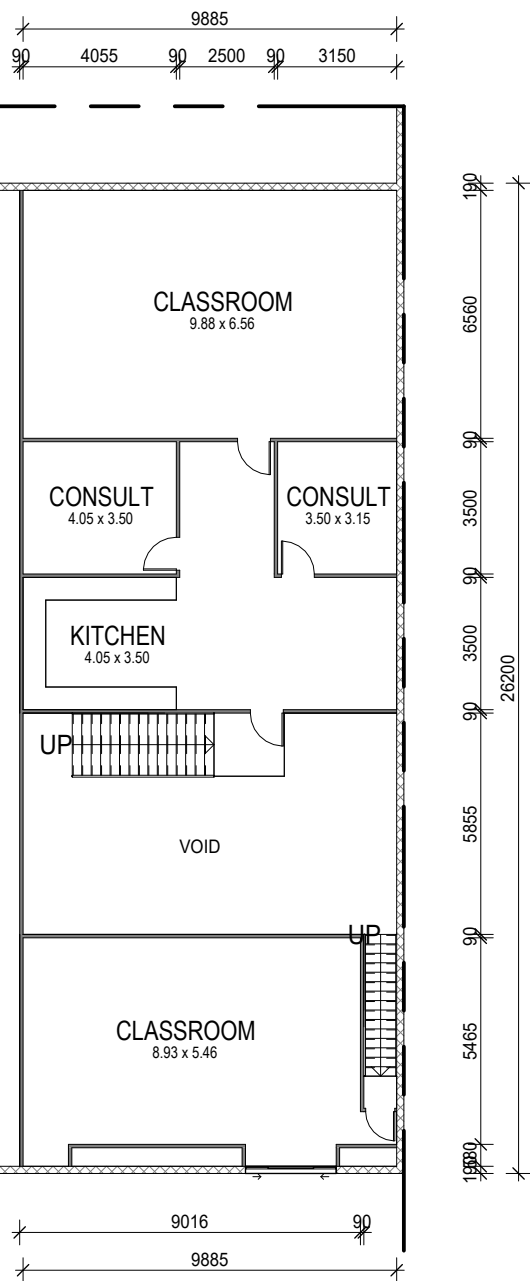 9885
90 4055 90 2500 90 3150
190
CLASSROOM
9.88 x 6.56
6560
90
CONSULT
4.05 x 3.50
CONSULT
3.50 x 3.15
3500
90
KITCHEN
4.05 x 3.50
3500
26200
90
UP
5855
VOID
UP
90
CLASSROOM
8.93 x 5.46
5465
9016 90
9885